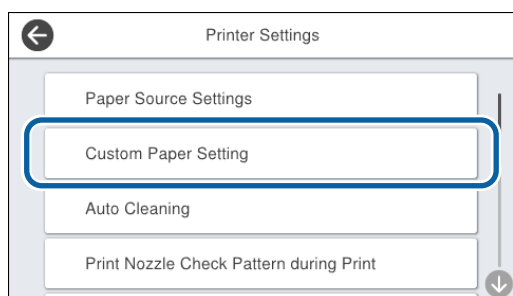 Printer Settings
Paper Source Settings
Custom Paper Setting
Auto Cleaning
Print Nozzle Check Pattern during Print